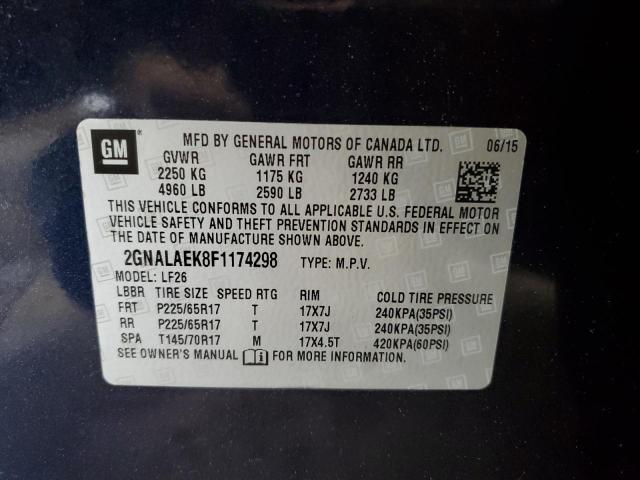 GM
MFD BY GENERAL MOTORS OF CANADA LTD. 06/15
GVWR GAWR FRT GAWR RR
2250 KG 1175 KG 1240 KG
4960 LB 2590 LB 2733 LB
THIS VEHICLE CONFORMS TO ALL APPLICABLE U.S. FEDERAL MOTOR
VEHICLE SAFETY AND THEFT PREVENTION STANDARDS IN EFFECT ON
THE DATE OF MANUFACTURE SHOWN ABOVE.
2GNALAEK8F1174298 TYPE: M.P.V.
MODEL: LF26
LBBR TIRE SIZE SPEED RTG RIM COLD TIRE PRESSURE
FRT P225/65R17 T 17X7J 240KPA(35PSI)
RR P225/65R17 T 17X7J 240KPA(35PSI)
SPA T145/70R17 M 17X4.5T 420KPA(60PSI)
SEE OWNER'S MANUAL i FOR MORE INFORMATION.